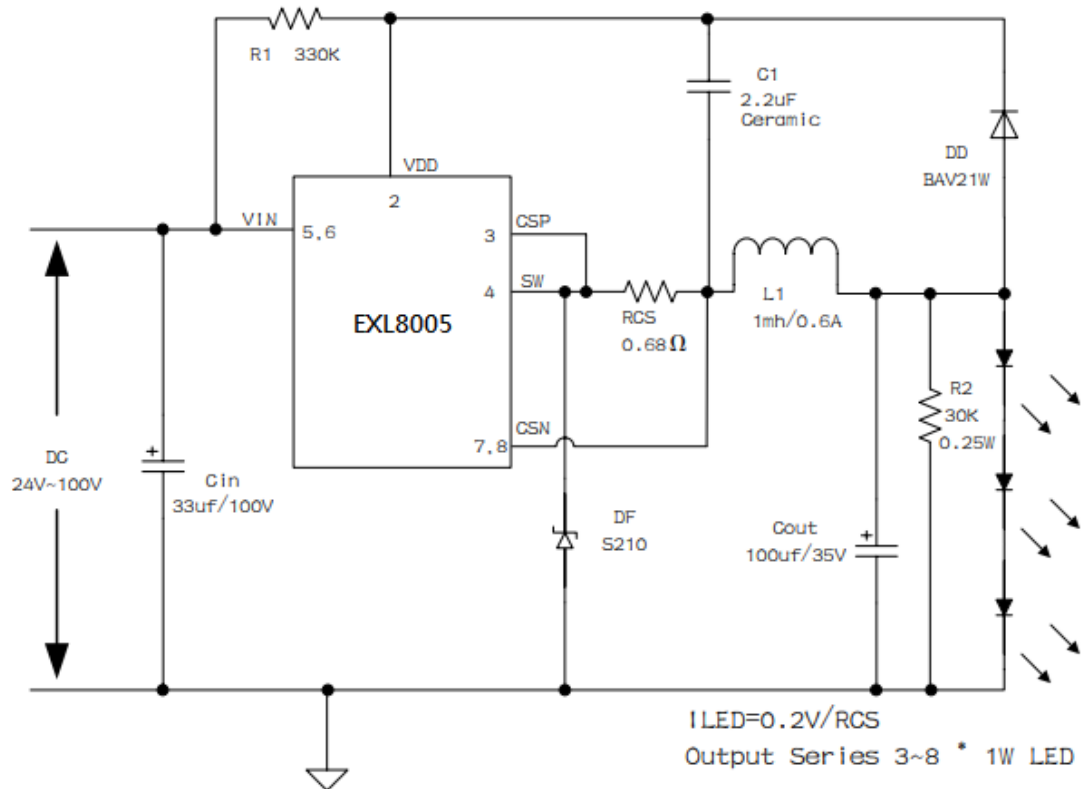 R1 330K
C1
2.2uF
Ceramic
DD
BAV21W
VDD
2
VIN
5,6
CSP
3
SW
4
EXL8005
RCS
0.68Ω
L1
1mh/0.6A
R2
30K
0.25W
CSN
7,8
DC
24V~100V
+
Cin
33uf/100V
DF
S210
+
Cout
100uf/35V
ILED=0.2V/RCS
Output Series 3~8 * 1W LED